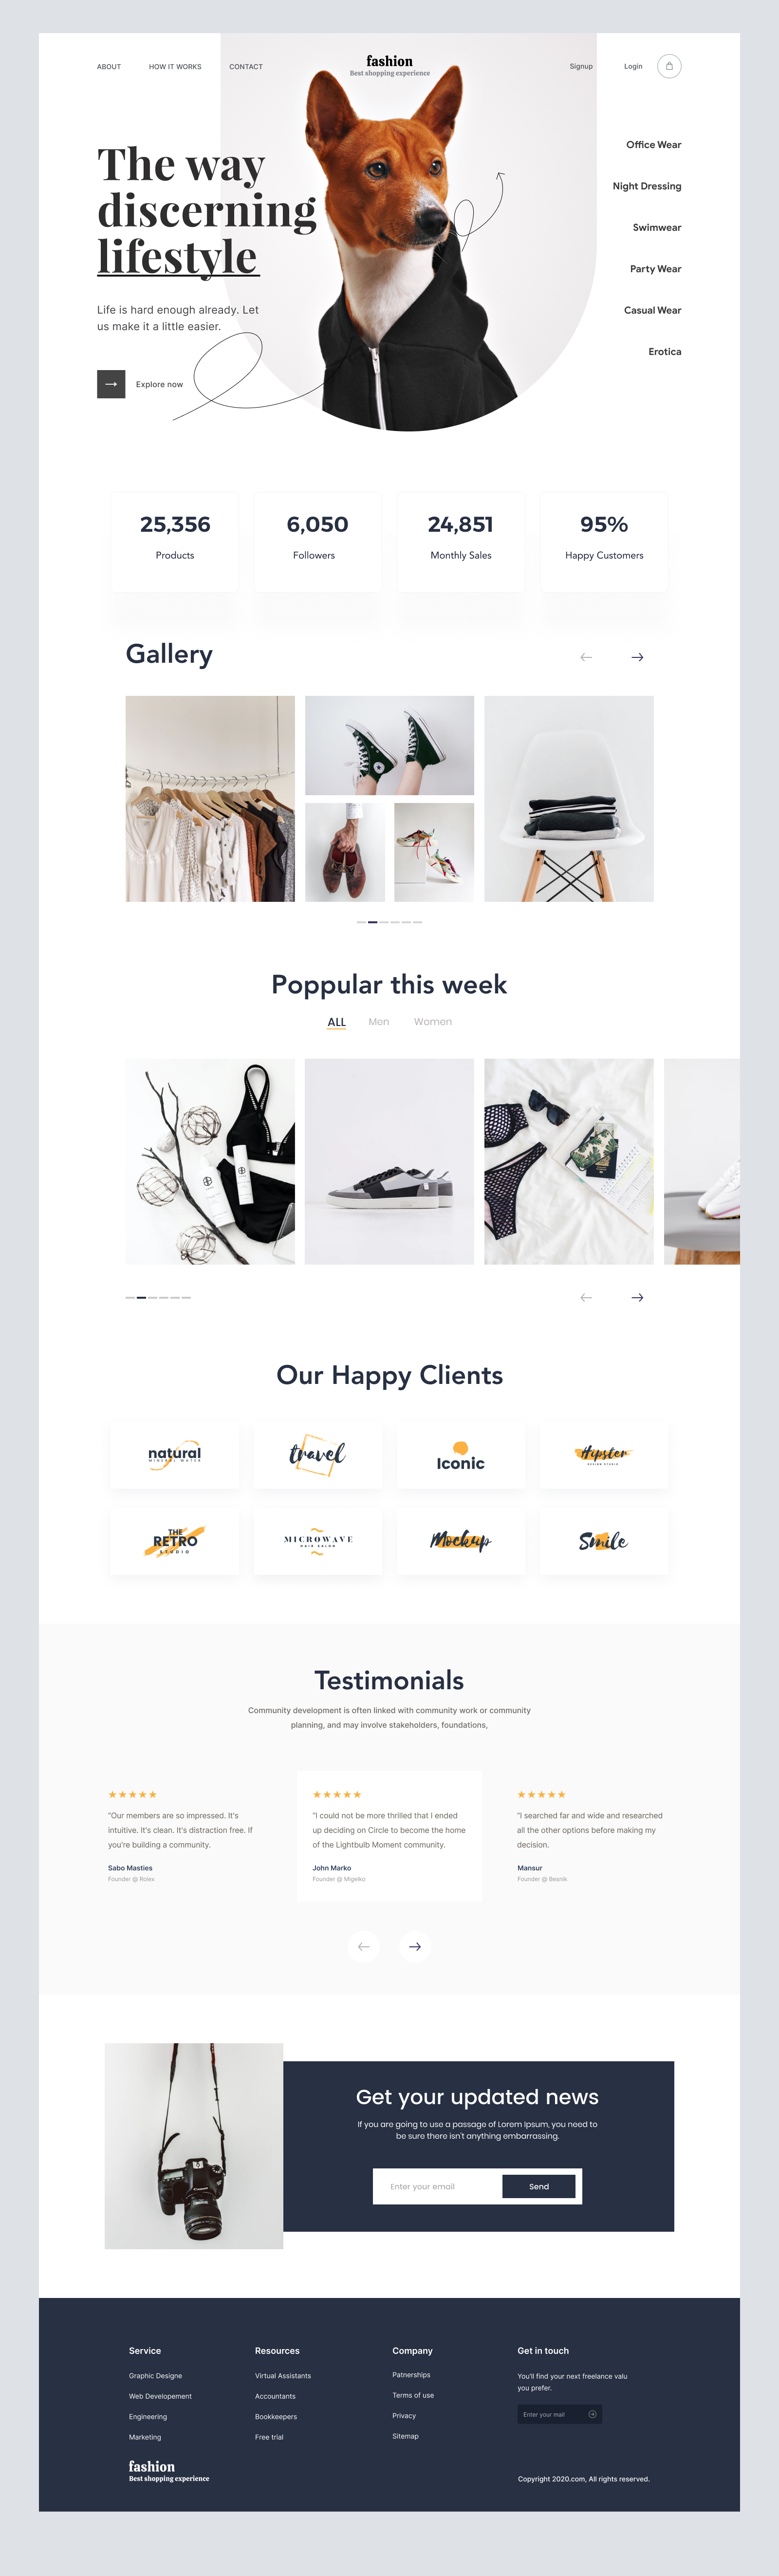 ABOUT
HOW IT WORKS
CONTACT
fashion
Best shopping experience
Signup
Login
The way
discerning
lifestyle
Life is hard enough already. Let
us make it a little easier.
Explore now
Office Wear
Night Dressing
Swimwear
Party Wear
Casual Wear
Erotica
25,356
Products
6,050
Followers
24,851
Monthly Sales
95%
Happy Customers
Gallery
Poppular this week
ALL
Men
Women
Our Happy Clients
natural
MINERAL WATER
travel
Iconic
Hipster
DESIGN STUDIO
THE
RETRO
STUDIO
MICROWAVE
HAIR SALON
Mockup
Smile
Testimonials
Community development is often linked with community work or community
planning, and may involve stakeholders, foundations,
"Our members are so impressed. It's
intuitive. It's clean. It's distraction free. If
you're building a community.
Sabo Masties
Founder @ Rolex
"I could not be more thrilled that I ended
up deciding on Circle to become the home
of the Lightbulb Moment community.
John Marko
Founder @ Migelko
"I searched far and wide and researched
all the other options before making my
decision.
Mansur
Founder @ Besnik
Get your updated news
If you are going to use a passage of Lorem Ipsum, you need to
be sure there isn't anything embarrassing.
Enter your email
Send
Service
Graphic Designe
Web Developement
Engineering
Marketing
Resources
Virtual Assistants
Accountants
Bookkeepers
Free trial
Company
Patnerships
Terms of use
Privacy
Sitemap
Get in touch
You'll find your next freelance valu
you prefer.
Enter your mail
fashion
Best shopping experience
Copyright 2020.com, All rights reserved.